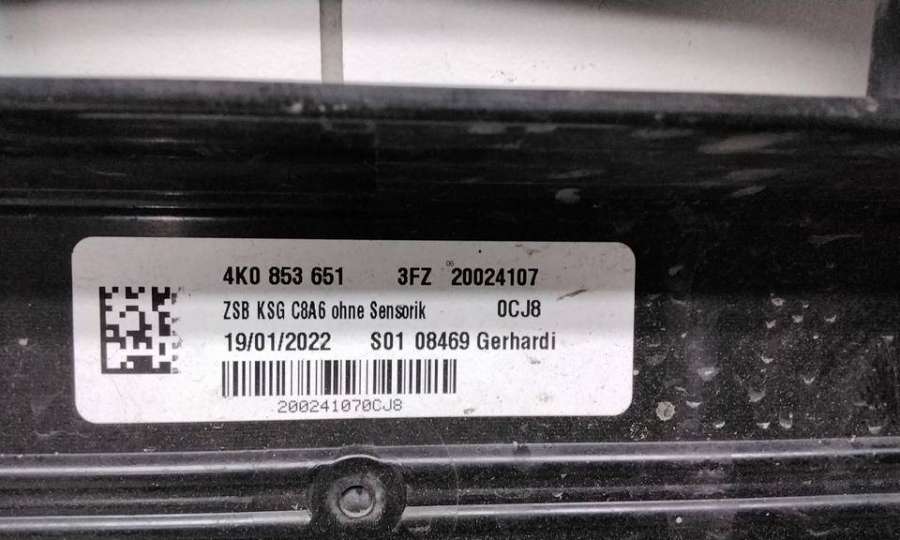 4K0 853 651 3FZ 06 20024107
ZSB KSG C8A6 ohne Sensorik 0CJ8
19/01/2022 S01 08469 Gerhardi
200241070CJ8